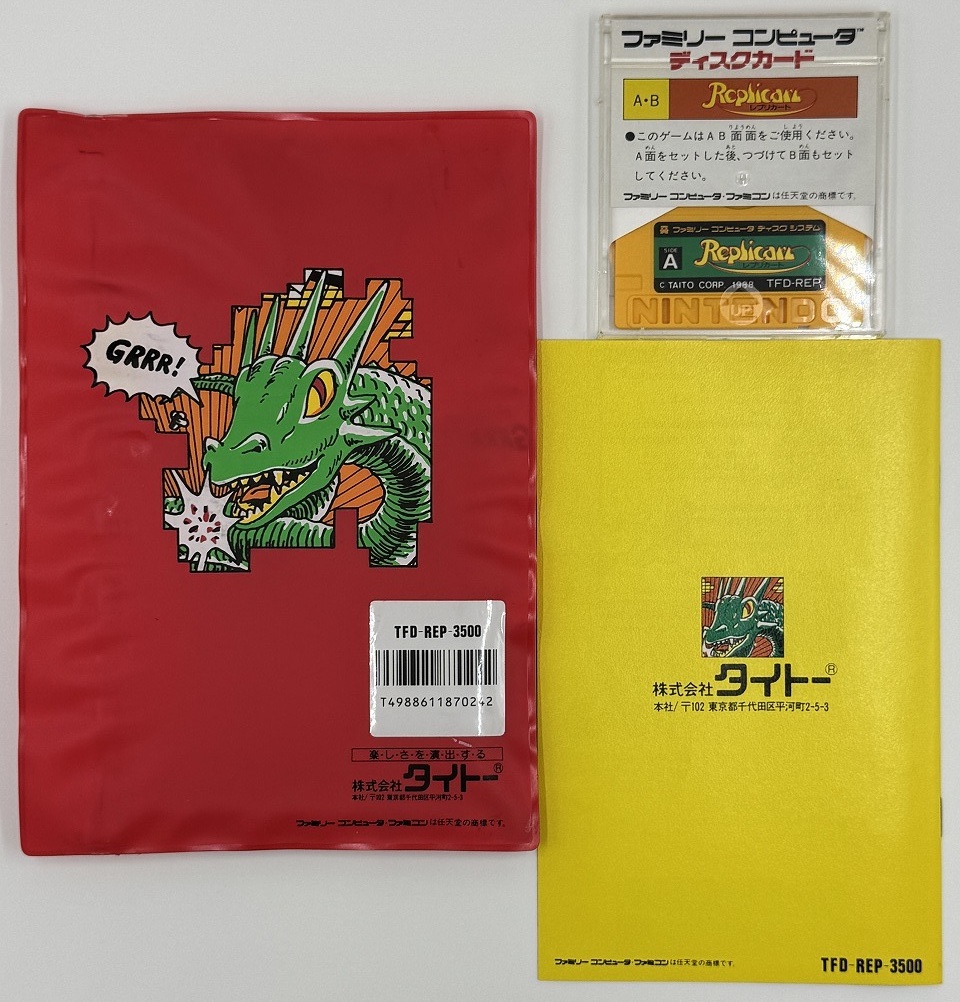 GRRR!
TFD-REP-3500
T4988611870242
楽・し・さ・を・演・出・す・る
株式会社 タイトー®
本社/〒102 東京都千代田区平河町2-5-3
ファミリー コンピュータ・ファミコンは任天堂の商標です。
ファミリー コンピュータ™
ディスクカード
A・B
Replicart
レプリカート
●このゲームはAB面面をご使用ください。
A面をセットした後、つづけてB面もセット
してください。
ファミリー コンピュータ・ファミコンは任天堂の商標です。
ファミリー コンピュータ ディスク システム
SIDE
A
Replicart
レプリカート
© TAITO CORP. 1988 TFD-REP
NINTENDO
株式会社 タイトー®
本社/〒102 東京都千代田区平河町2-5-3
ファミリー コンピュータ・ファミコンは任天堂の商標です。
TFD-REP-3500